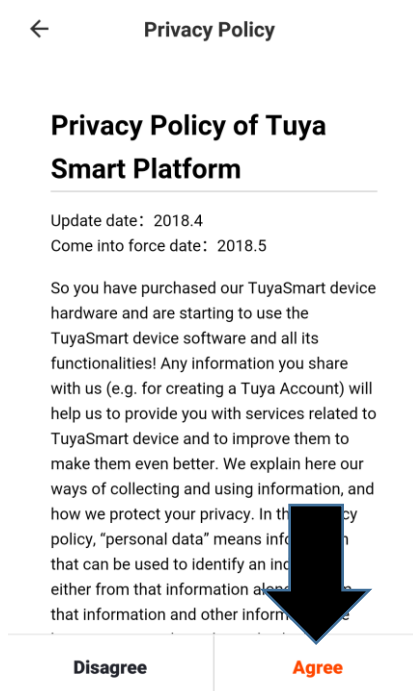 Privacy Policy
Privacy Policy of Tuya
Smart Platform
Update date：2018.4
Come into force date：2018.5
So you have purchased our TuyaSmart device
hardware and are starting to use the
TuyaSmart device software and all its
functionalities! Any information you share
with us (e.g. for creating a Tuya Account) will
help us to provide you with services related to
TuyaSmart device and to improve them to
make them even better. We explain here our
ways of collecting and using information, and
how we protect your privacy. In
policy, “personal data” means
that can be used to identify an
either from that information
that information and other
Disagree
Agree